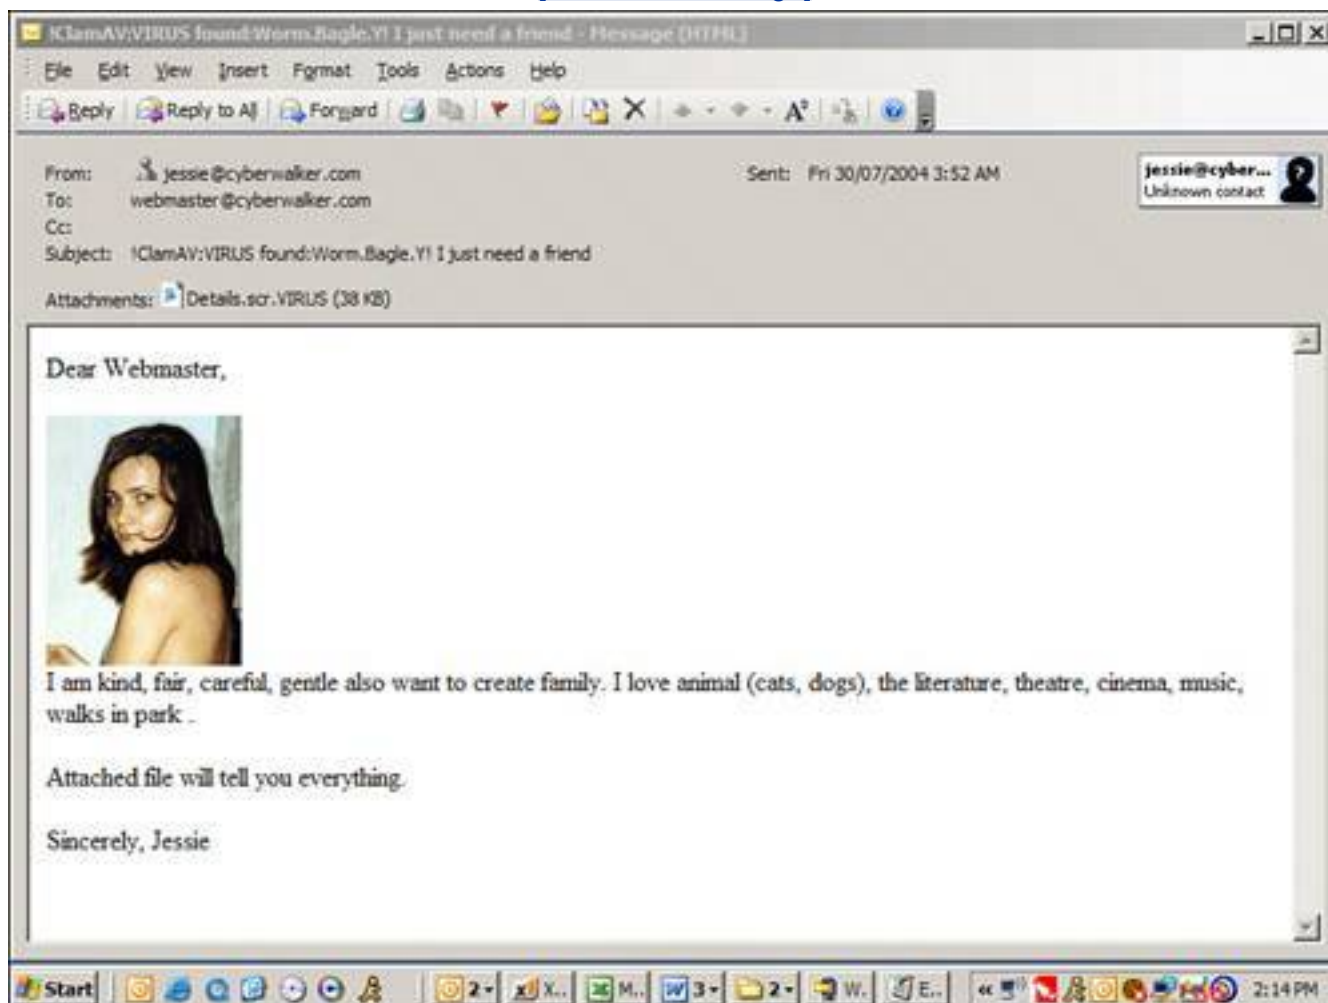 !ClamAV:VIRUS found:Worm.Bagle.Y! I just need a friend - Message (HTML)
File Edit View Insert Format Tools Actions Help
Reply Reply to All Forward
From: jessie@cyberwalker.com Sent: Fri 30/07/2004 3:52 AM
jessie@cyber...
Unknown contact
To: webmaster@cyberwalker.com
Cc:
Subject: !ClamAV:VIRUS found:Worm.Bagle.Y! I just need a friend
Attachments: Details.scr.VIRUS (38 KB)
Dear Webmaster,
I am kind, fair, careful, gentle also want to create family. I love animal (cats, dogs), the literature, theatre, cinema, music,
walks in park .
Attached file will tell you everything.
Sincerely, Jessie
Start 2 X.. M.. 3 2 W. E.. 2:14 PM